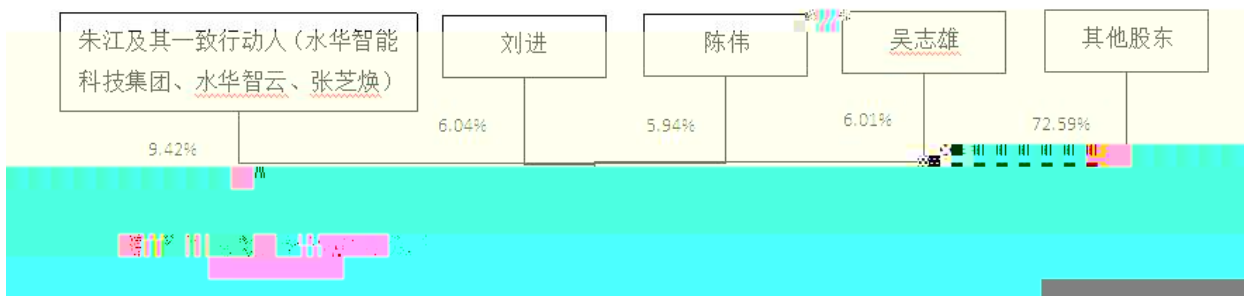 朱江及其一致行动人（水华智能
科技集团、水华智云、张芝焕）
刘进
陈伟
吴志雄
其他股东
9.42%
6.04%
5.94%
6.01%
72.59%